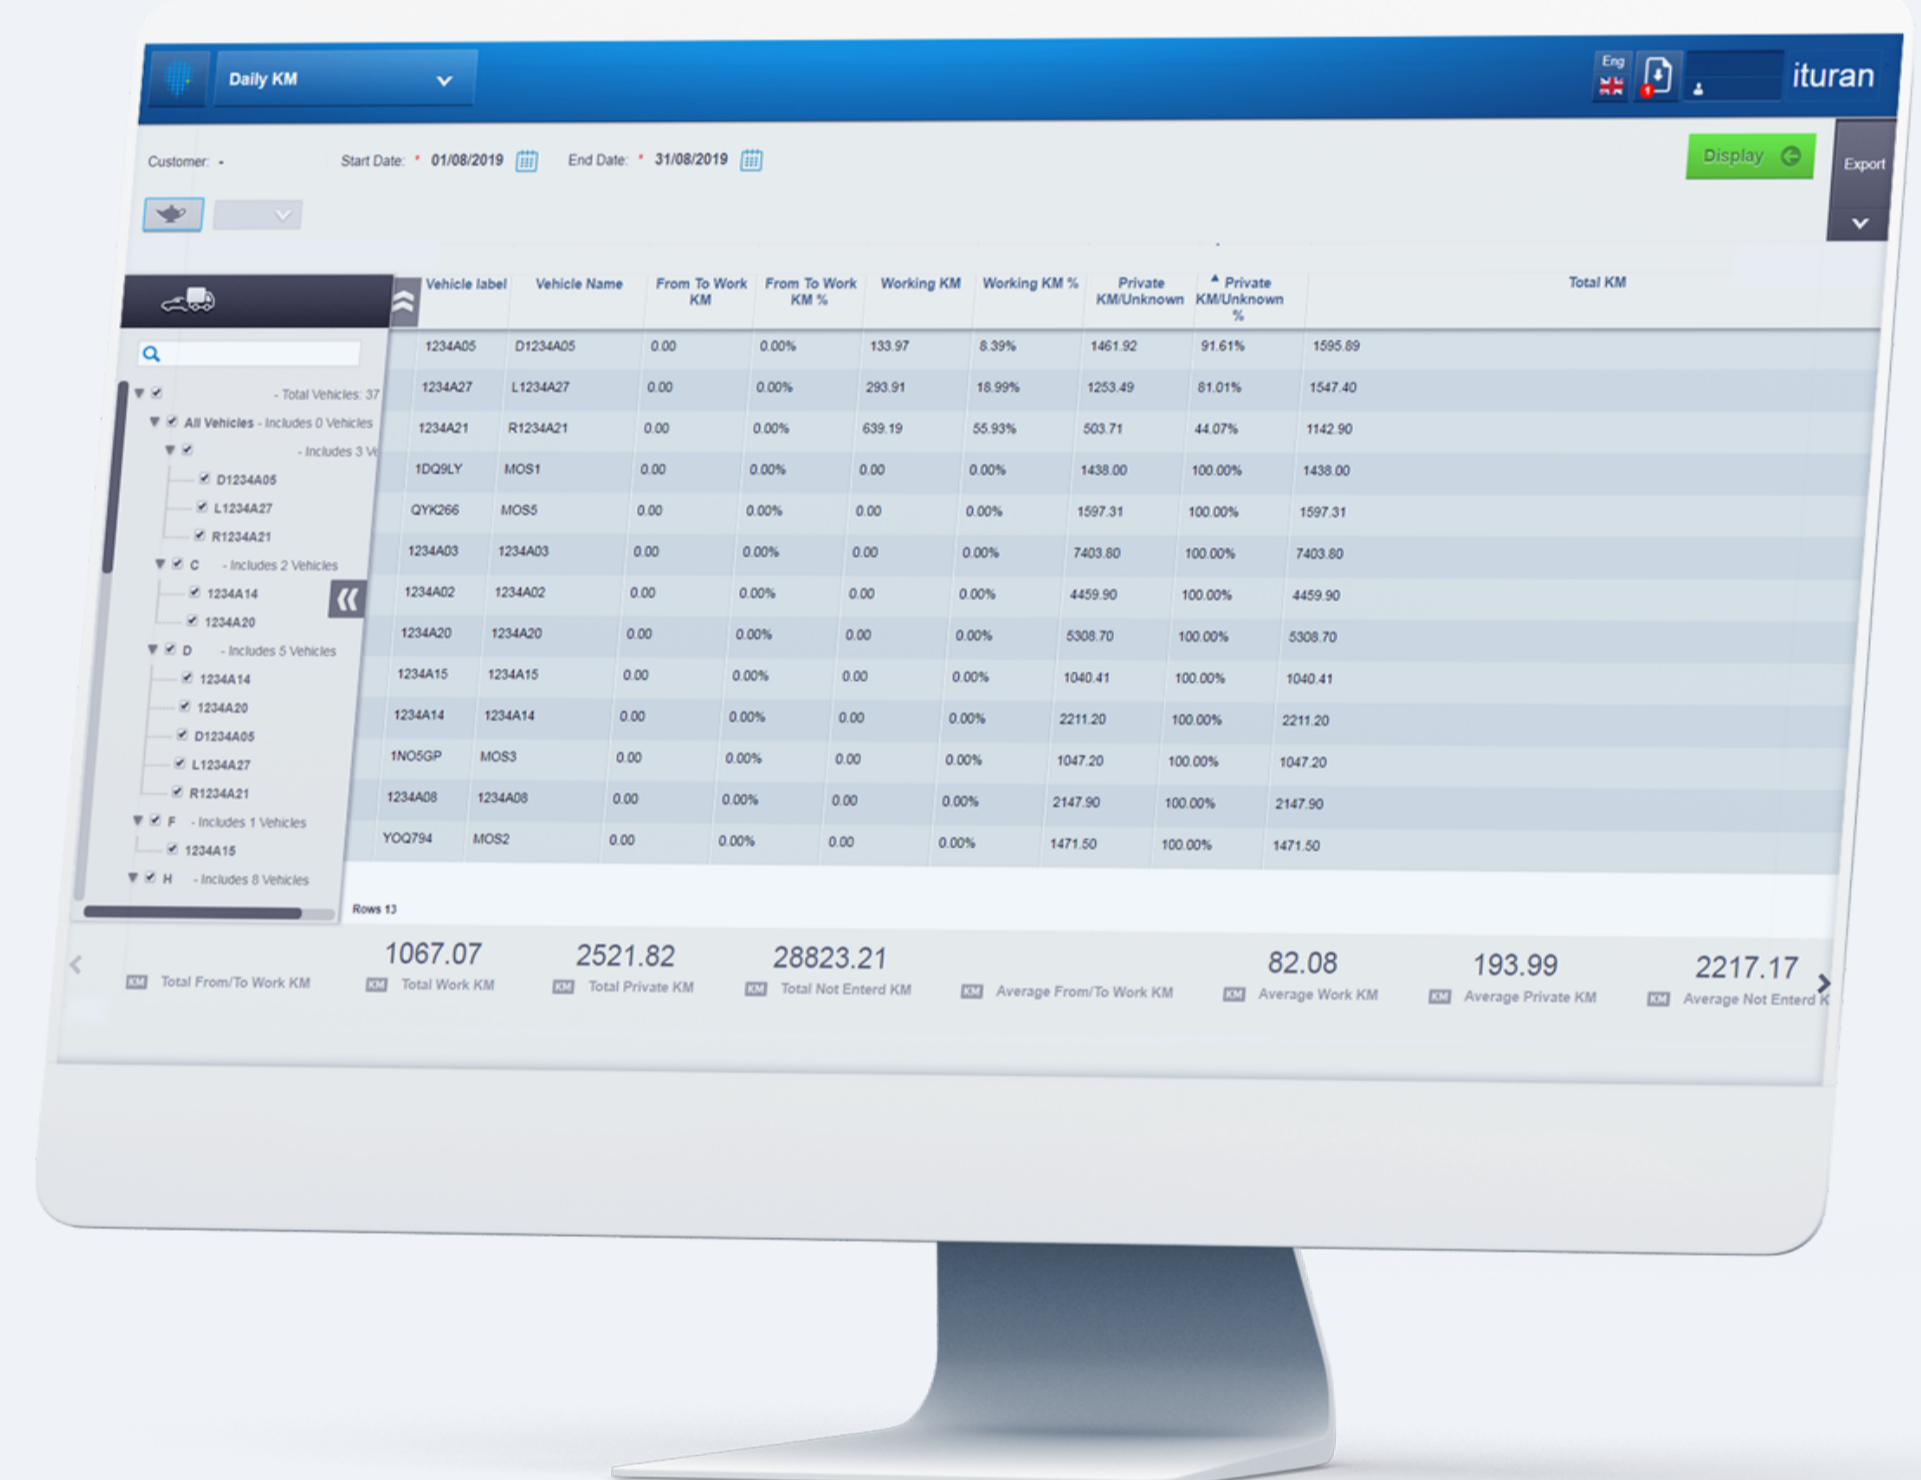 Daily KM
Eng
1
ituran
Customer: -
Start Date: * 01/08/2019
End Date: * 31/08/2019
Display
Export
Vehicle label Vehicle Name From To Work KM From To Work KM % Working KM Working KM % Private KM/Unknown Private KM/Unknown % Total KM
1234A05 D1234A05 0.00 0.00% 133.97 8.39% 1461.92 91.61% 1595.89
1234A27 L1234A27 0.00 0.00% 293.91 18.99% 1253.49 81.01% 1547.40
1234A21 R1234A21 0.00 0.00% 639.19 55.93% 503.71 44.07% 1142.90
1DQ9LY MOS1 0.00 0.00% 0.00 0.00% 1438.00 100.00% 1438.00
QYK266 MOS5 0.00 0.00% 0.00 0.00% 1597.31 100.00% 1597.31
1234A03 1234A03 0.00 0.00% 0.00 0.00% 7403.80 100.00% 7403.80
1234A02 1234A02 0.00 0.00% 0.00 0.00% 4459.90 100.00% 4459.90
1234A20 1234A20 0.00 0.00% 0.00 0.00% 5308.70 100.00% 5308.70
1234A15 1234A15 0.00 0.00% 0.00 0.00% 1040.41 100.00% 1040.41
1234A14 1234A14 0.00 0.00% 0.00 0.00% 2211.20 100.00% 2211.20
1NO5GP MOS3 0.00 0.00% 0.00 0.00% 1047.20 100.00% 1047.20
1234A08 1234A08 0.00 0.00% 0.00 0.00% 2147.90 100.00% 2147.90
YOQ794 MOS2 0.00 0.00% 0.00 0.00% 1471.50 100.00% 1471.50
Rows 13
- Total Vehicles: 37
All Vehicles - Includes 0 Vehicles
- Includes 3 Ve
D1234A05
L1234A27
R1234A21
C - Includes 2 Vehicles
1234A14
1234A20
D - Includes 5 Vehicles
1234A14
1234A20
D1234A05
L1234A27
R1234A21
F - Includes 1 Vehicles
1234A15
H - Includes 8 Vehicles
KM Total From/To Work KM
1067.07
KM Total Work KM
2521.82
KM Total Private KM
28823.21
KM Total Not Enterd KM
KM Average From/To Work KM
82.08
KM Average Work KM
193.99
KM Average Private KM
2217.17
KM Average Not Enterd K